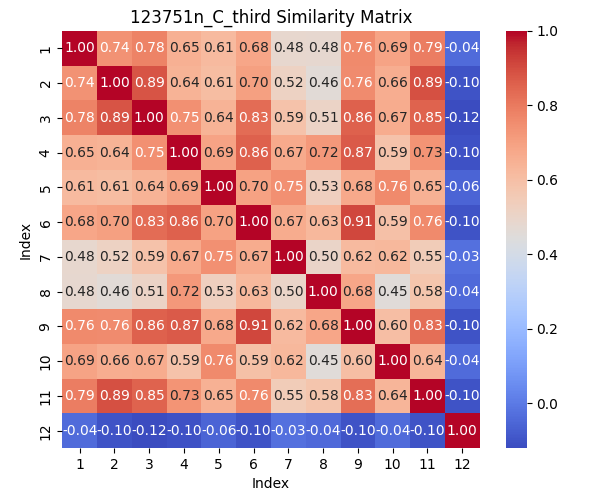 123751n_C_third Similarity Matrix
1 1.00 0.74 0.78 0.65 0.61 0.68 0.48 0.48 0.76 0.69 0.79 -0.04
2 0.74 1.00 0.89 0.64 0.61 0.70 0.52 0.46 0.76 0.66 0.89 -0.10
3 0.78 0.89 1.00 0.75 0.64 0.83 0.59 0.51 0.86 0.67 0.85 -0.12
4 0.65 0.64 0.75 1.00 0.69 0.86 0.67 0.72 0.87 0.59 0.73 -0.10
5 0.61 0.61 0.64 0.69 1.00 0.70 0.75 0.53 0.68 0.76 0.65 -0.06
6 0.68 0.70 0.83 0.86 0.70 1.00 0.67 0.63 0.91 0.59 0.76 -0.10
7 0.48 0.52 0.59 0.67 0.75 0.67 1.00 0.50 0.62 0.62 0.55 -0.03
8 0.48 0.46 0.51 0.72 0.53 0.63 0.50 1.00 0.68 0.45 0.58 -0.04
9 0.76 0.76 0.86 0.87 0.68 0.91 0.62 0.68 1.00 0.60 0.83 -0.10
10 0.69 0.66 0.67 0.59 0.76 0.59 0.62 0.45 0.60 1.00 0.64 -0.04
11 0.79 0.89 0.85 0.73 0.65 0.76 0.55 0.58 0.83 0.64 1.00 -0.10
12 -0.04 -0.10 -0.12 -0.10 -0.06 -0.10 -0.03 -0.04 -0.10 -0.04 -0.10 1.00
1 2 3 4 5 6 7 8 9 10 11 12
Index
Index
1.0
0.8
0.6
0.4
0.2
0.0